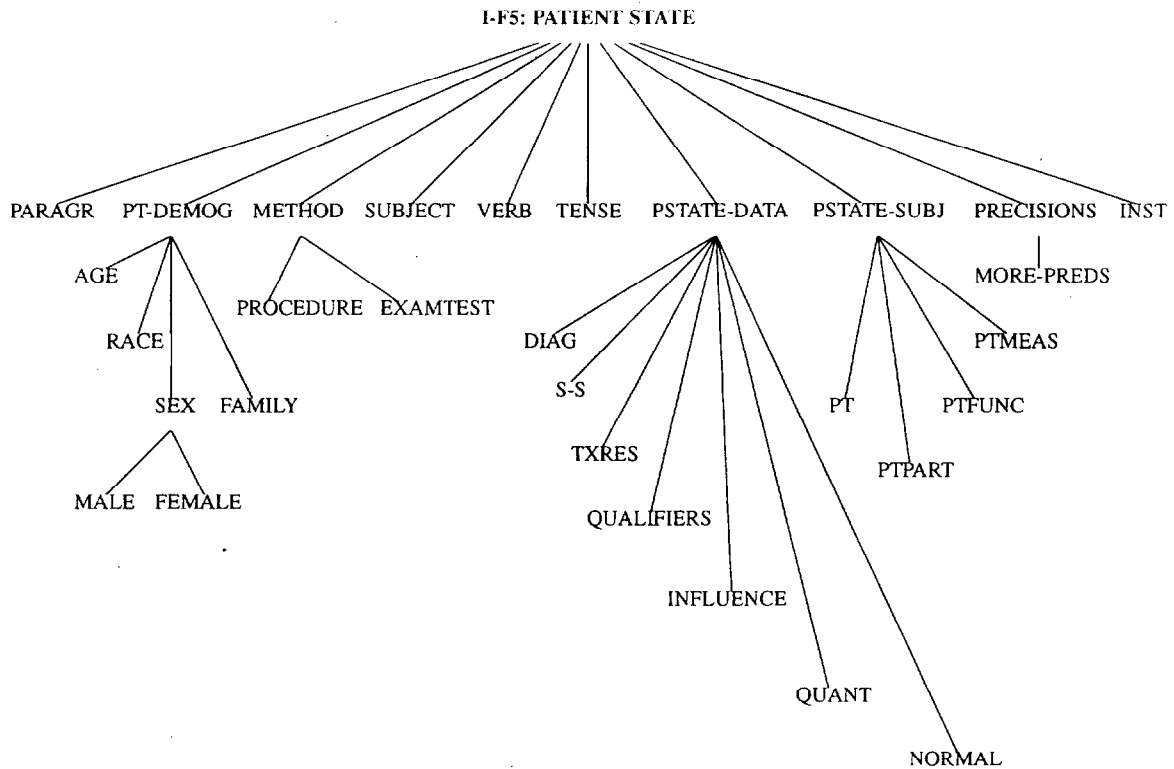 I-F5: PATIENT STATE
PARAGR PT-DEMOG METHOD SUBJECT VERB TENSE PSTATE-DATA PSTATE-SUBJ PRECISIONS INST
AGE MORE-PREDS
PROCEDURE EXAMTEST
RACE DIAG PTMEAS
S-S
SEX FAMILY PT PTFUNC
TXRES
PTPART
MALE FEMALE
QUALIFIERS
INFLUENCE
QUANT
NORMAL